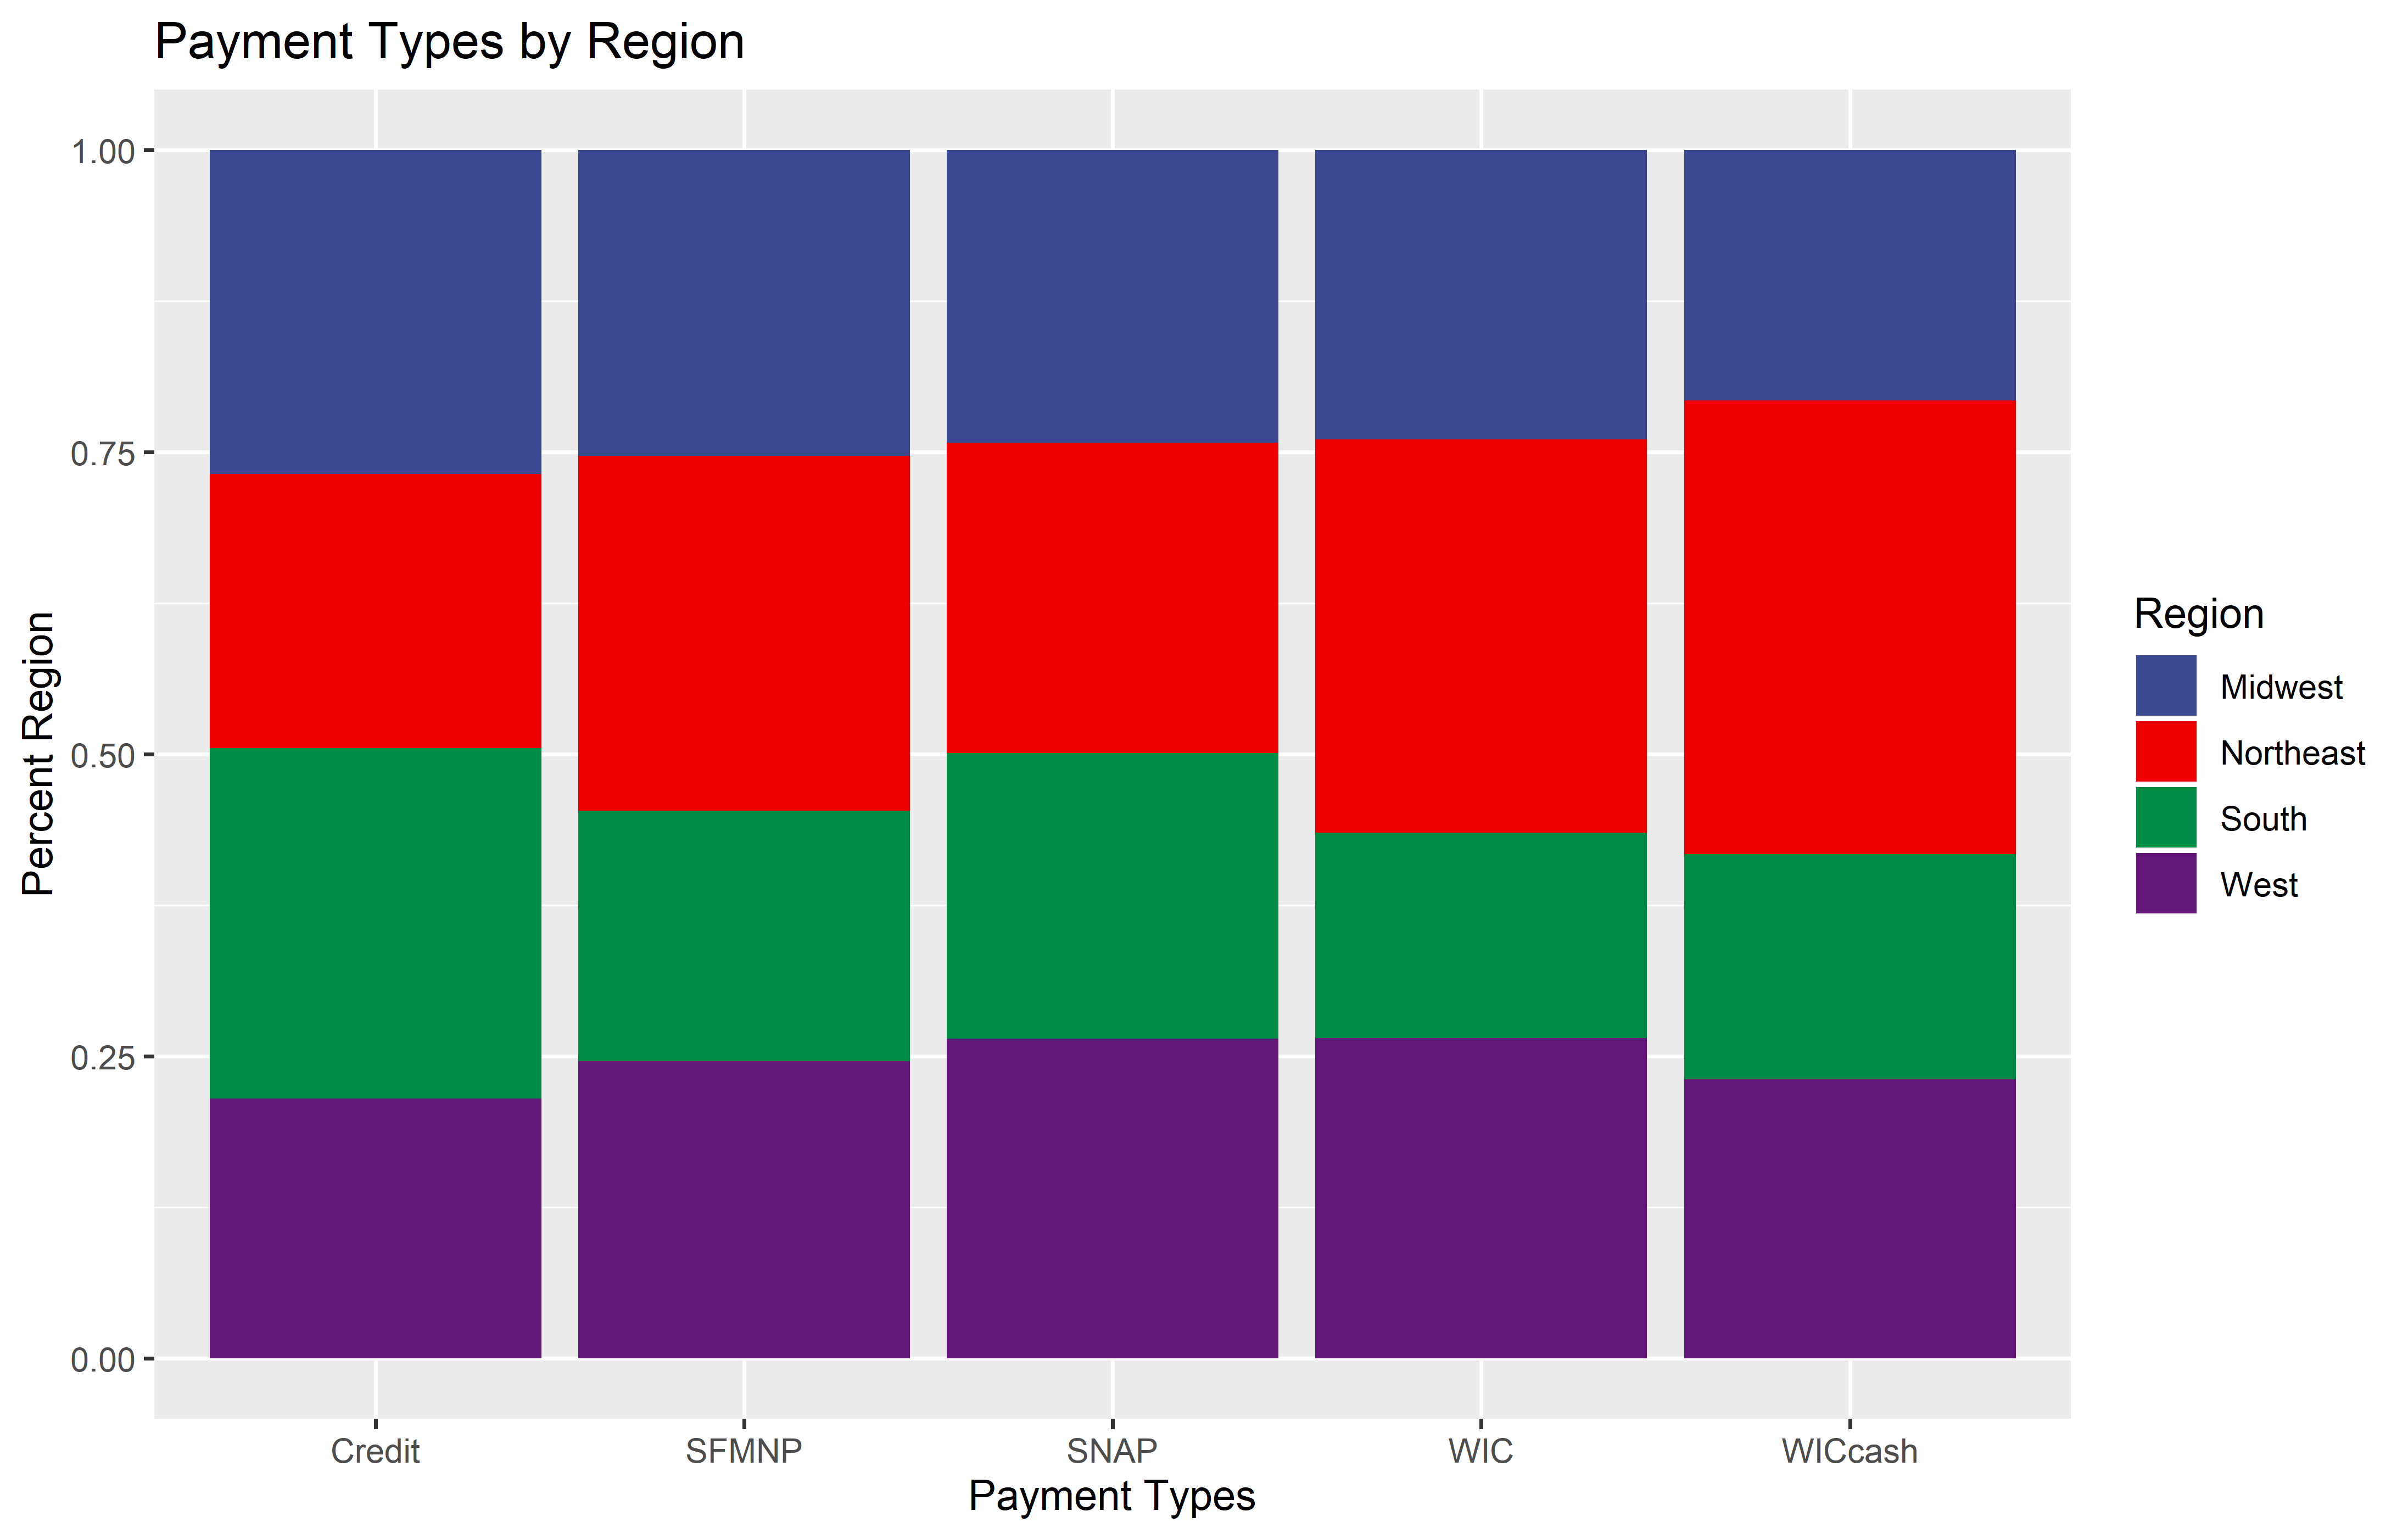 Payment Types by Region
1.00
0.75
0.50
0.25
0.00
Percent Region
Credit
SFMNP
SNAP
WIC
WICcash
Payment Types
Region
Midwest
Northeast
South
West